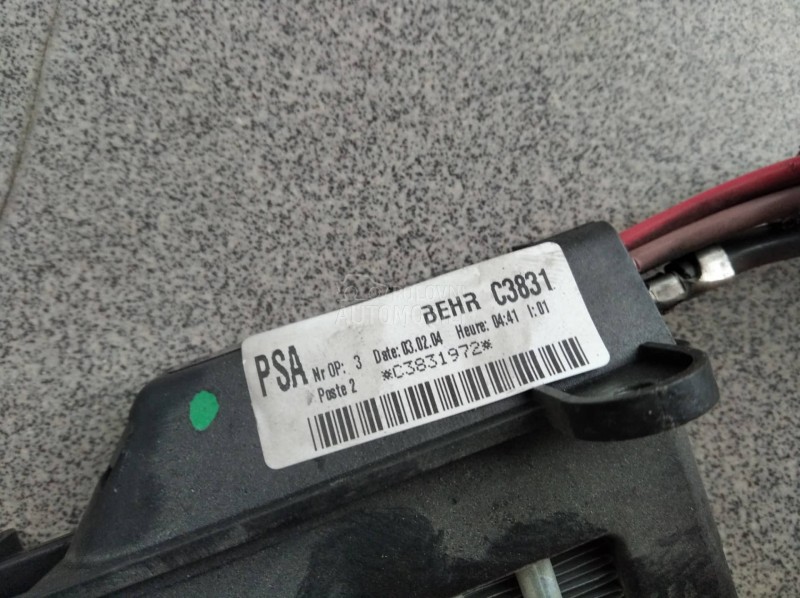 BEHR C3831
PSA Nr OP: 3 Date: 03.02.04 Heure: 04:41 I: 01
Poste 2 *C3831972*